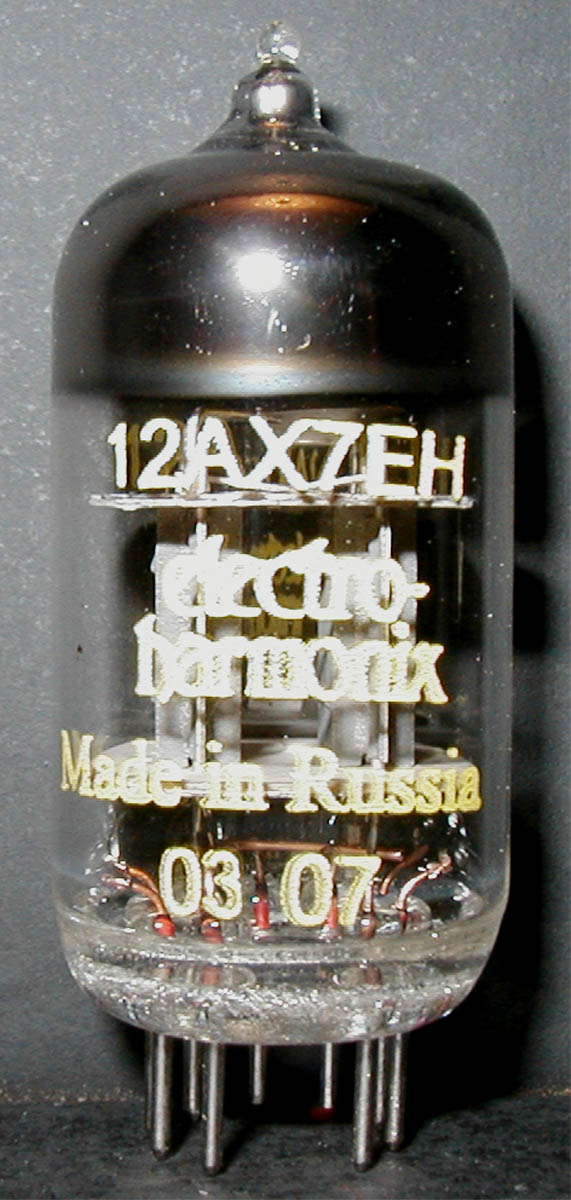 12AX7EH
electro-
harmonix
Made in Russia
03 07